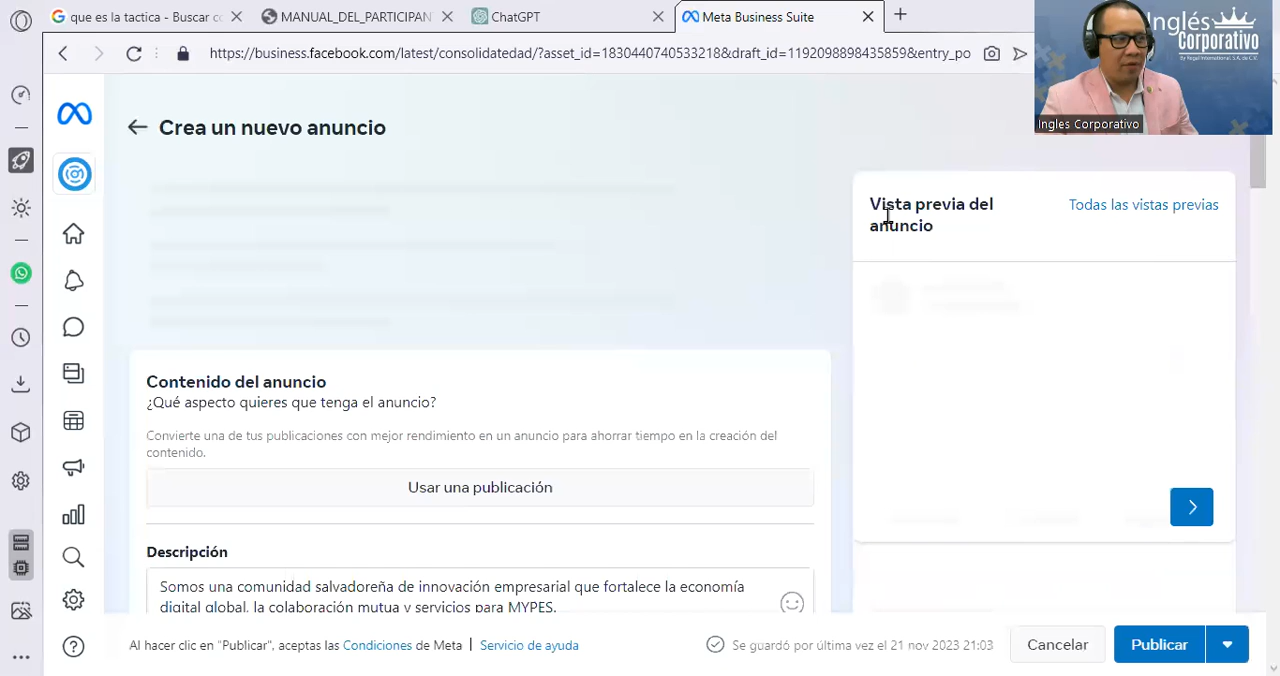 que es la tactica - Buscar co
MANUAL_DEL_PARTICIPAN
ChatGPT
Meta Business Suite
https://business.facebook.com/latest/consolidatedad/?asset_id=1830440740533218&draft_id=1192098898435859&entry_po
Inglés
Corporativo
By Regal International, S.A. de C.V.
Ingles Corporativo
Crea un nuevo anuncio
Vista previa del
anuncio
Todas las vistas previas
Contenido del anuncio
¿Qué aspecto quieres que tenga el anuncio?
Convierte una de tus publicaciones con mejor rendimiento en un anuncio para ahorrar tiempo en la creación del
contenido.
Usar una publicación
Descripción
Somos una comunidad salvadoreña de innovación empresarial que fortalece la economía
digital global, la colaboración mutua y servicios para MYPES.
Al hacer clic en "Publicar", aceptas las Condiciones de Meta | Servicio de ayuda
Se guardó por última vez el 21 nov 2023 21:03
Cancelar
Publicar